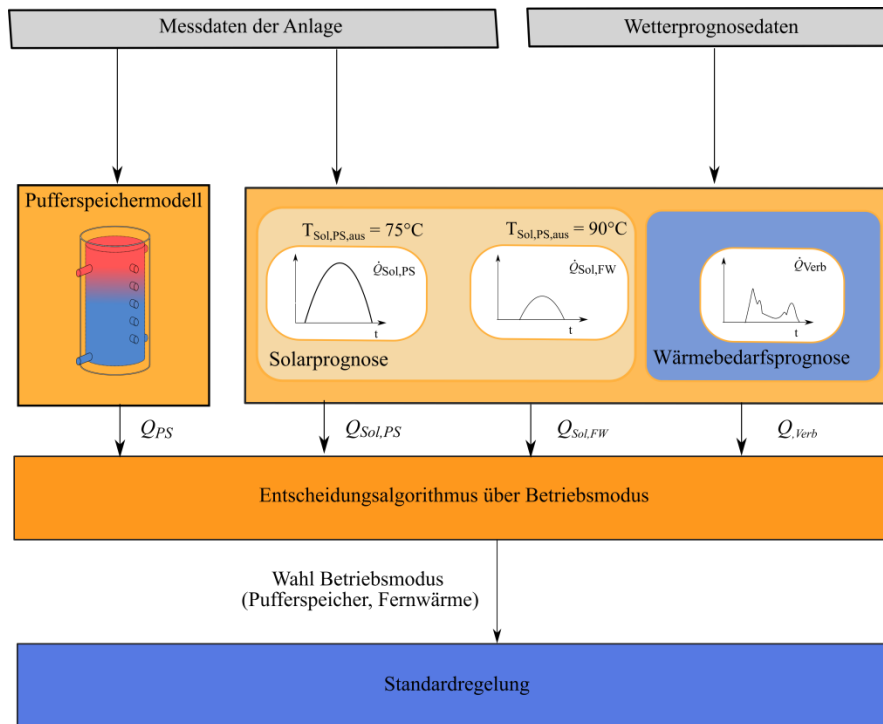 Messdaten der Anlage
Wetterprognosedaten
Pufferspeichermodell
T_Sol,PS,aus = 75°C
T_Sol,PS,aus = 90°C
Q̇_Sol,PS
t
Q̇_Sol,FW
t
Q̇_Verb
t
Solarprognose
Wärmebedarfsprognose
Q_PS
Q_Sol,PS
Q_Sol,FW
Q_,Verb
Entscheidungsalgorithmus über Betriebsmodus
Wahl Betriebsmodus
(Pufferspeicher, Fernwärme)
Standardregelung